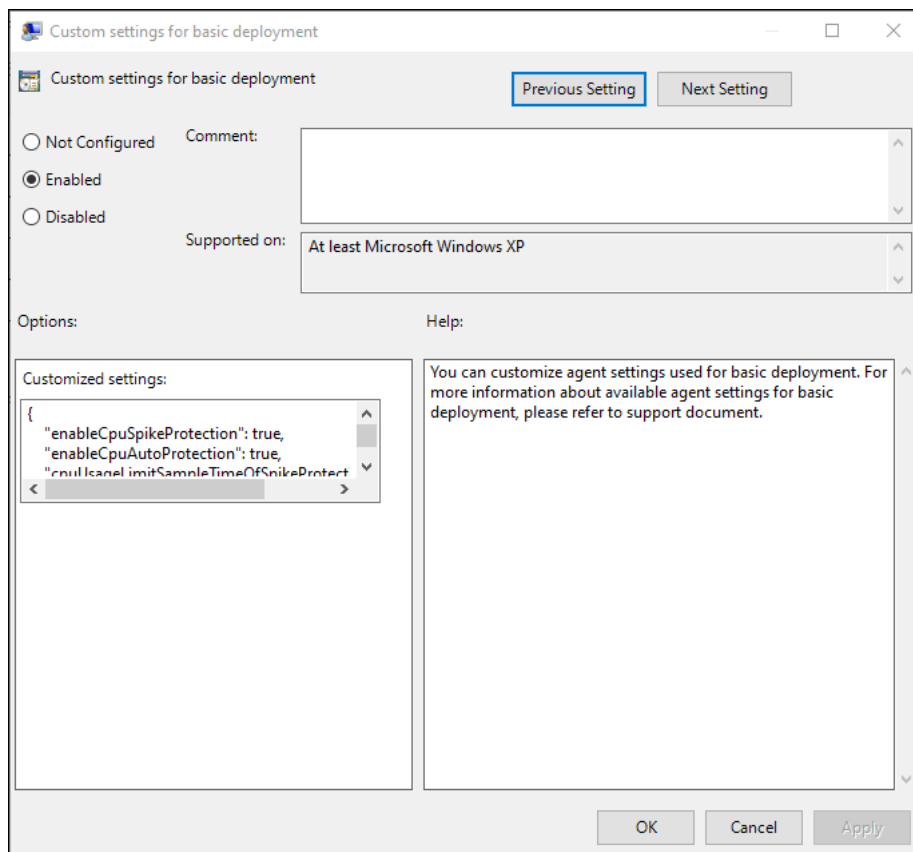 Custom settings for basic deployment
Custom settings for basic deployment
Previous Setting
Next Setting
Not Configured
Enabled
Disabled
Comment:
Supported on:
At least Microsoft Windows XP
Options:
Help:
Customized settings:
{
"enableCpuSpikeProtection": true,
"enableCpuAutoProtection": true,
"cpuUsageLimitSampleTimeOfSpikeProtect
You can customize agent settings used for basic deployment. For
more information about available agent settings for basic
deployment, please refer to support document.
OK
Cancel
Apply